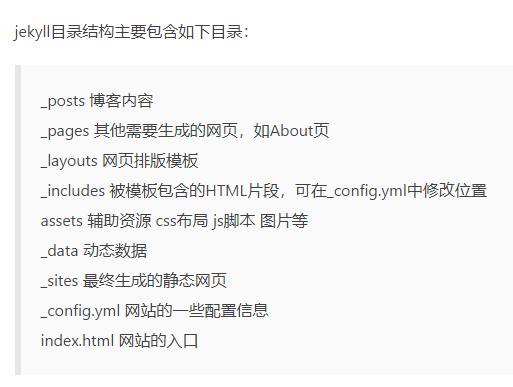 jekyll目录结构主要包含如下目录：
_posts 博客内容
_pages 其他需要生成的网页，如About页
_layouts 网页排版模板
_includes 被模板包含的HTML片段，可在_config.yml中修改位置
assets 辅助资源 css布局 js脚本 图片等
_data 动态数据
_sites 最终生成的静态网页
_config.yml 网站的一些配置信息
index.html 网站的入口